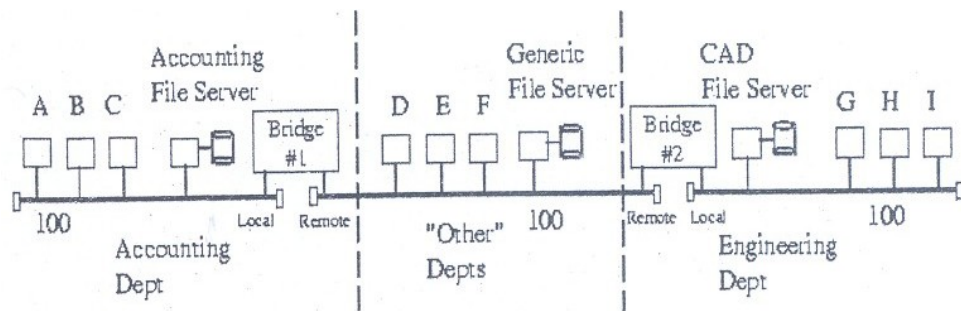 Accounting
File Server
Generic
File Server
CAD
File Server
A B C
D E F
G H I
Bridge
#1
Bridge
#2
100
Local
Remote
100
Remote
Local
100
Accounting
Dept
"Other"
Depts
Engineering
Dept